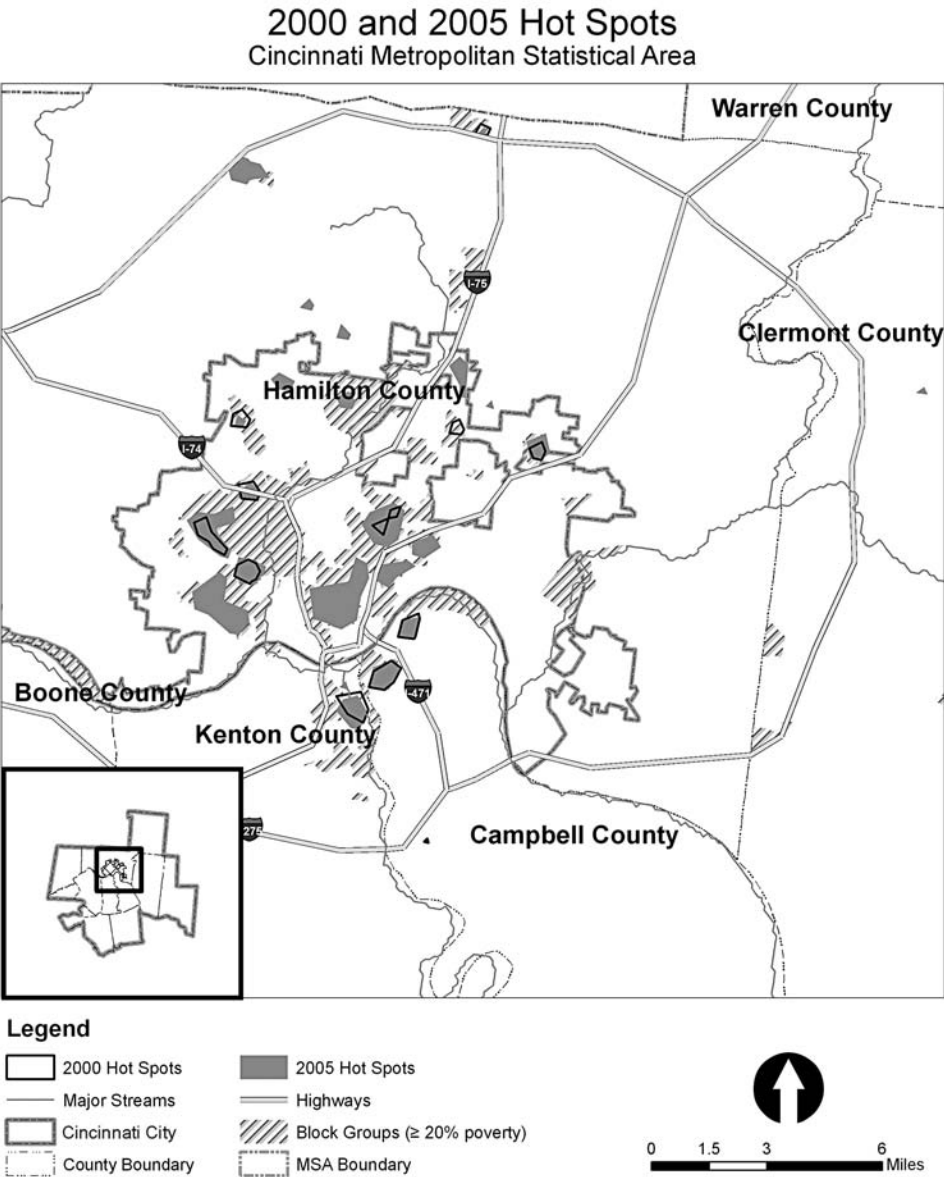 2000 and 2005 Hot Spots
Cincinnati Metropolitan Statistical Area
Warren County
I-75
Clermont County
Hamilton County
I-74
Boone County
I-471
Kenton County
275
Campbell County
Legend
2000 Hot Spots
2005 Hot Spots
Major Streams
Highways
Cincinnati City
Block Groups (≥ 20% poverty)
County Boundary
MSA Boundary
0 1.5 3 6
Miles